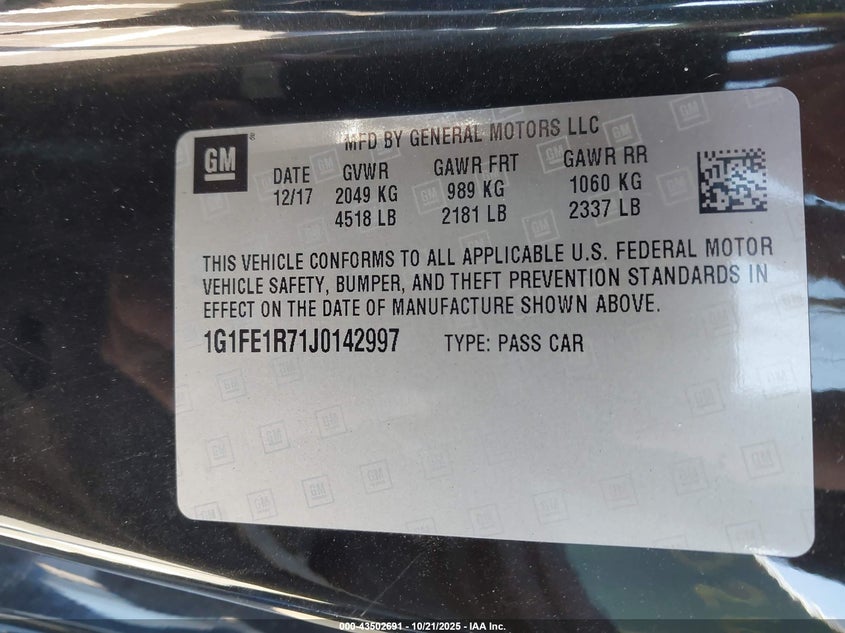 MFD BY GENERAL MOTORS LLC
GM ®
DATE GVWR GAWR FRT GAWR RR
12/17 2049 KG 989 KG 1060 KG
4518 LB 2181 LB 2337 LB
THIS VEHICLE CONFORMS TO ALL APPLICABLE U.S. FEDERAL MOTOR
VEHICLE SAFETY, BUMPER, AND THEFT PREVENTION STANDARDS IN
EFFECT ON THE DATE OF MANUFACTURE SHOWN ABOVE.
1G1FE1R71J0142997 TYPE: PASS CAR
000-43502691 - 10/21/2025 - IAA Inc.